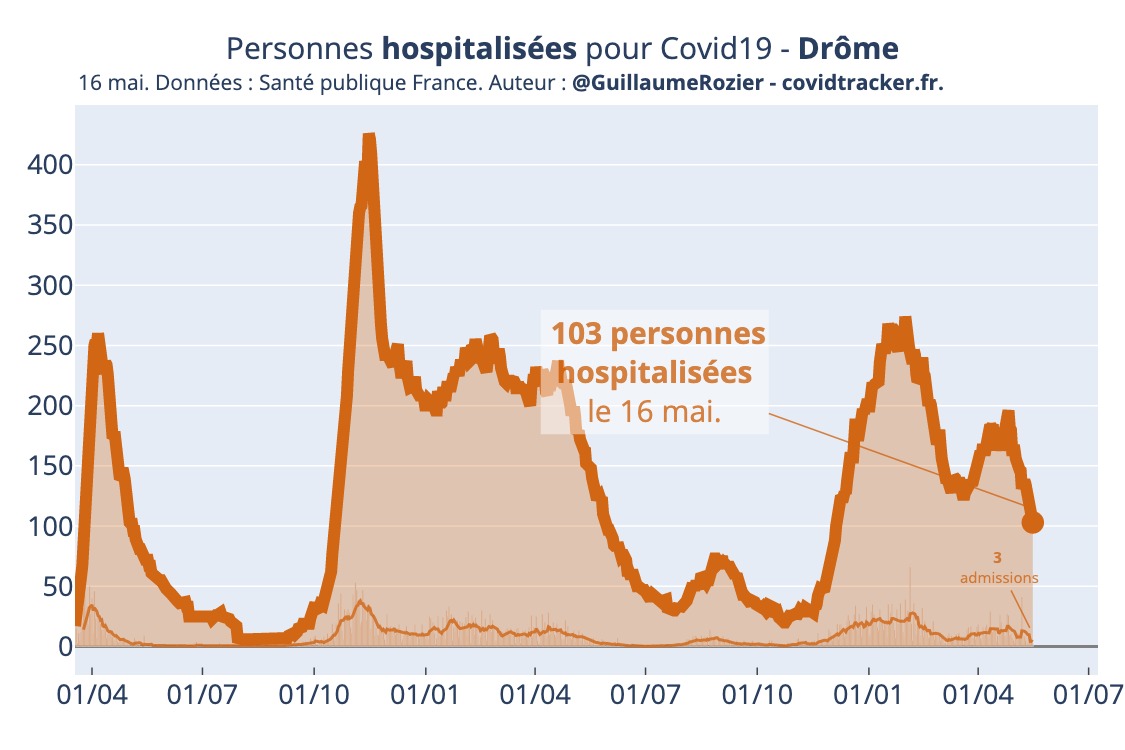 Personnes hospitalisées pour Covid19 - Drôme
16 mai. Données : Santé publique France. Auteur : @GuillaumeRozier - covidtracker.fr.
400
350
300
250
200
150
100
50
0
103 personnes
hospitalisées
le 16 mai.
3
admissions
01/04 01/07 01/10 01/01 01/04 01/07 01/10 01/01 01/04 01/07